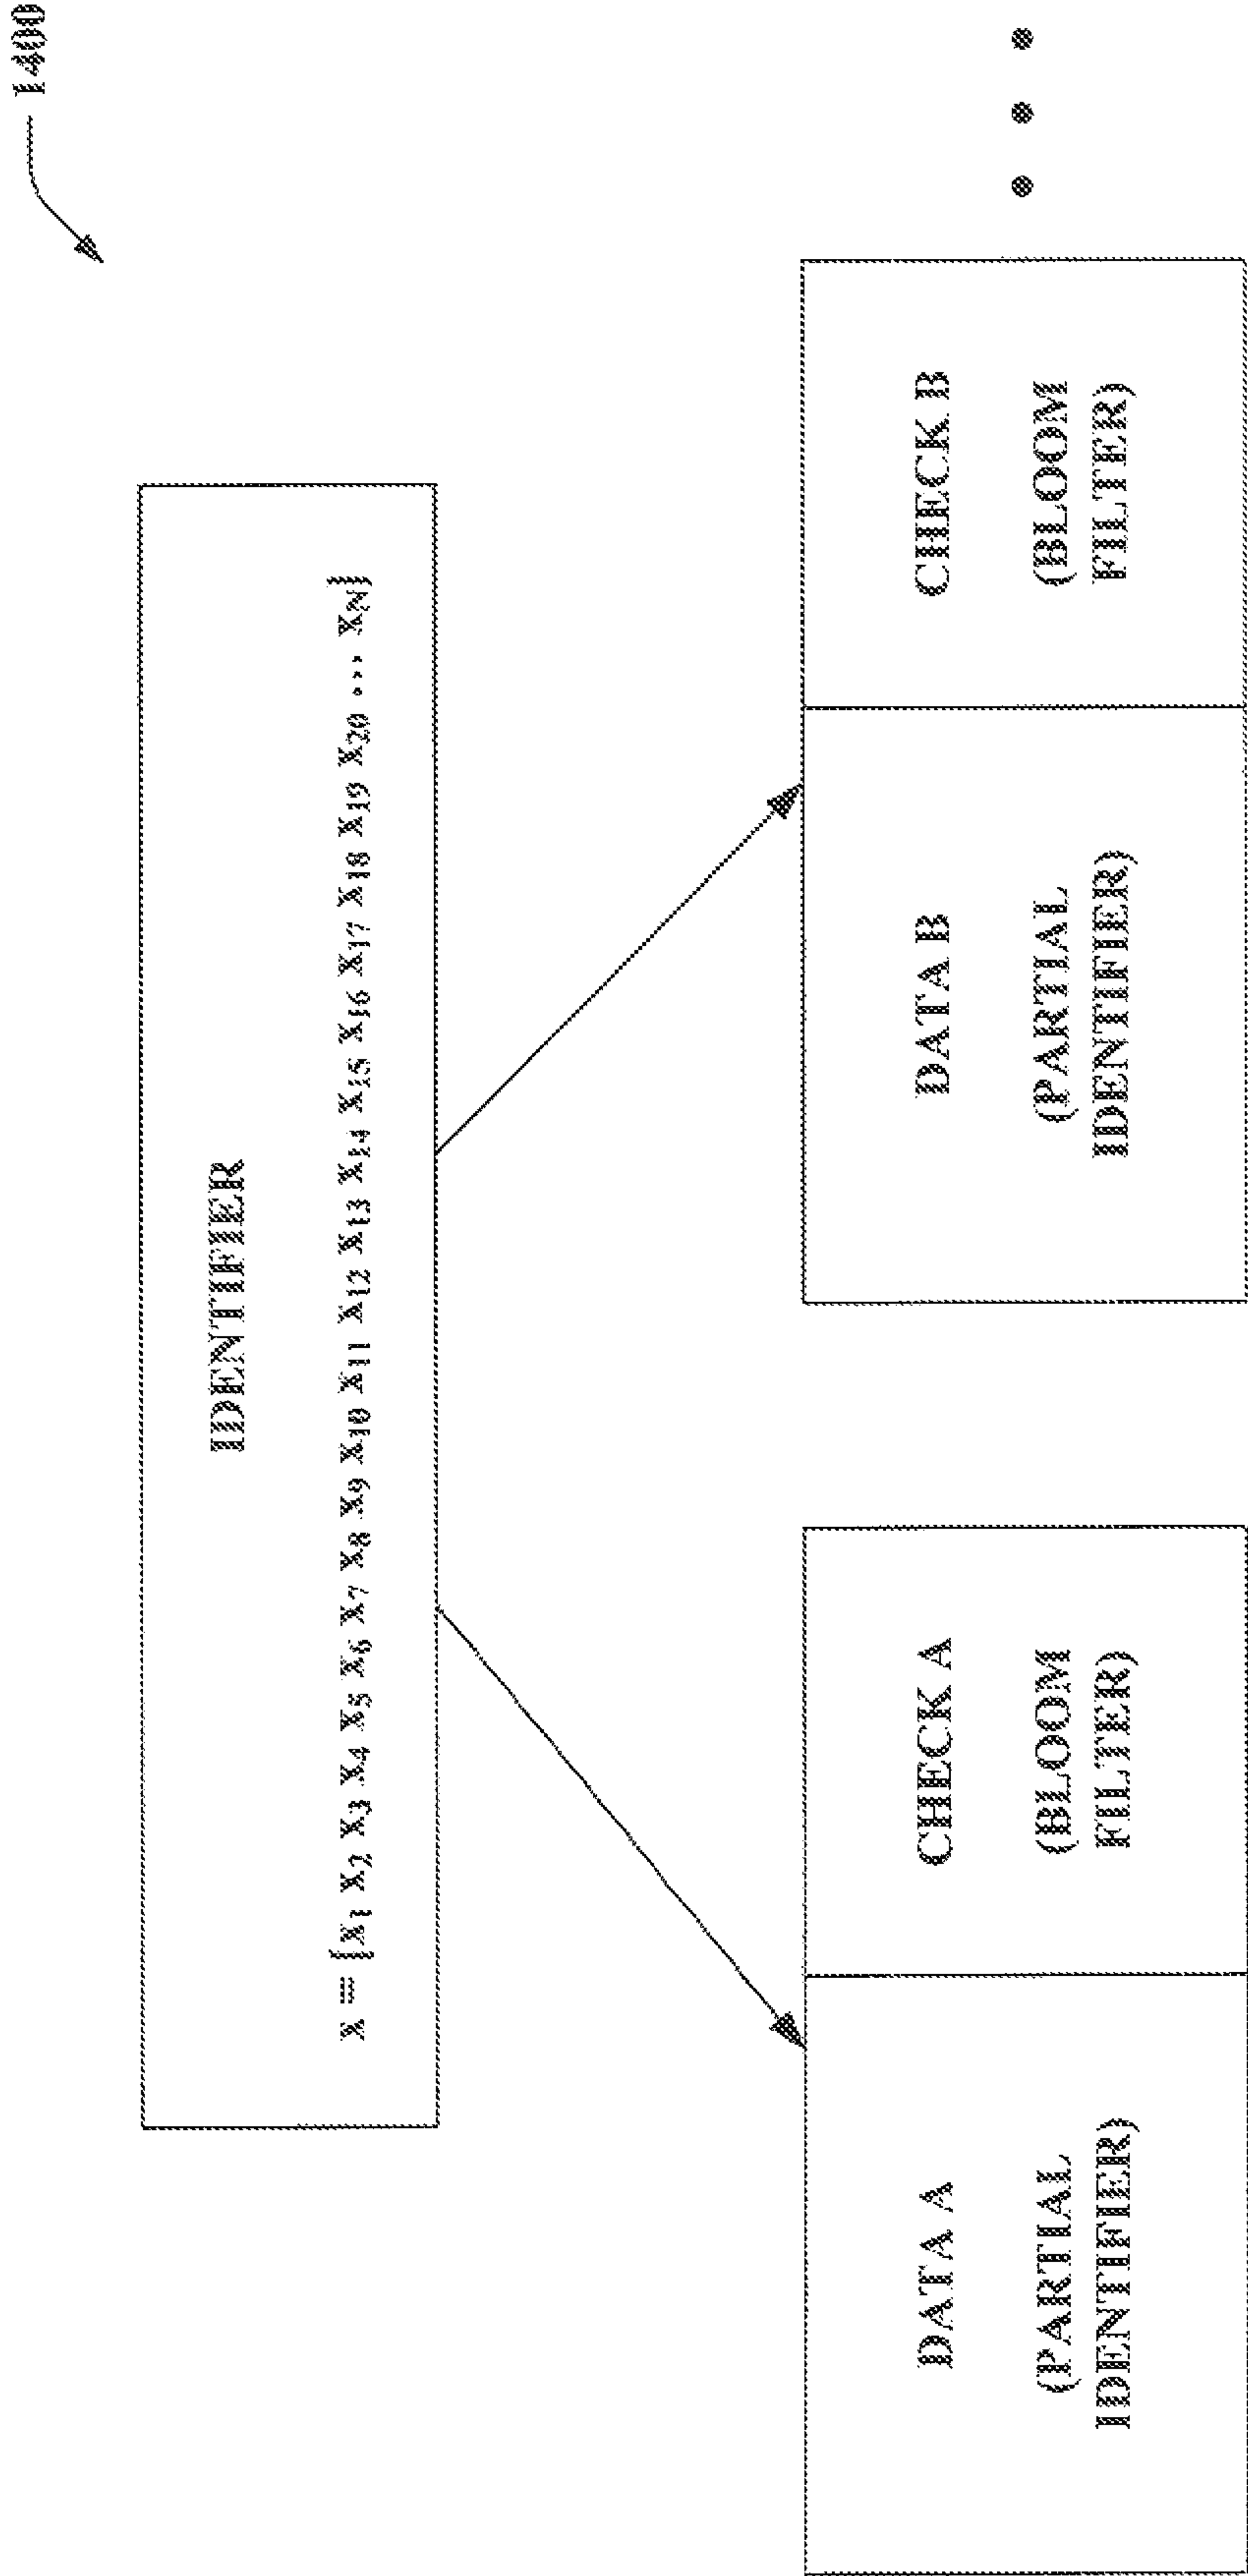 1400
IDENTIFIER
X = {X₁ X₂ X₃ X₄ X₅ X₆ X₇ X₈ X₉ X₁₀ X₁₁ X₁₂ X₁₃ X₁₄ X₁₅ X₁₆ X₁₇ X₁₈ X₁₉ X₂₀ ••• X_N}
DATA A
(PARTIAL
IDENTIFIER)
CHECK A
(BLOOM
FILTER)
DATA B
(PARTIAL
IDENTIFIER)
CHECK B
(BLOOM
FILTER)